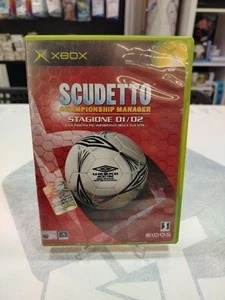 XBOX
SCUDETTO
CHAMPIONSHIP MANAGER
STAGIONE 01/02
UMBRO
EIDOS